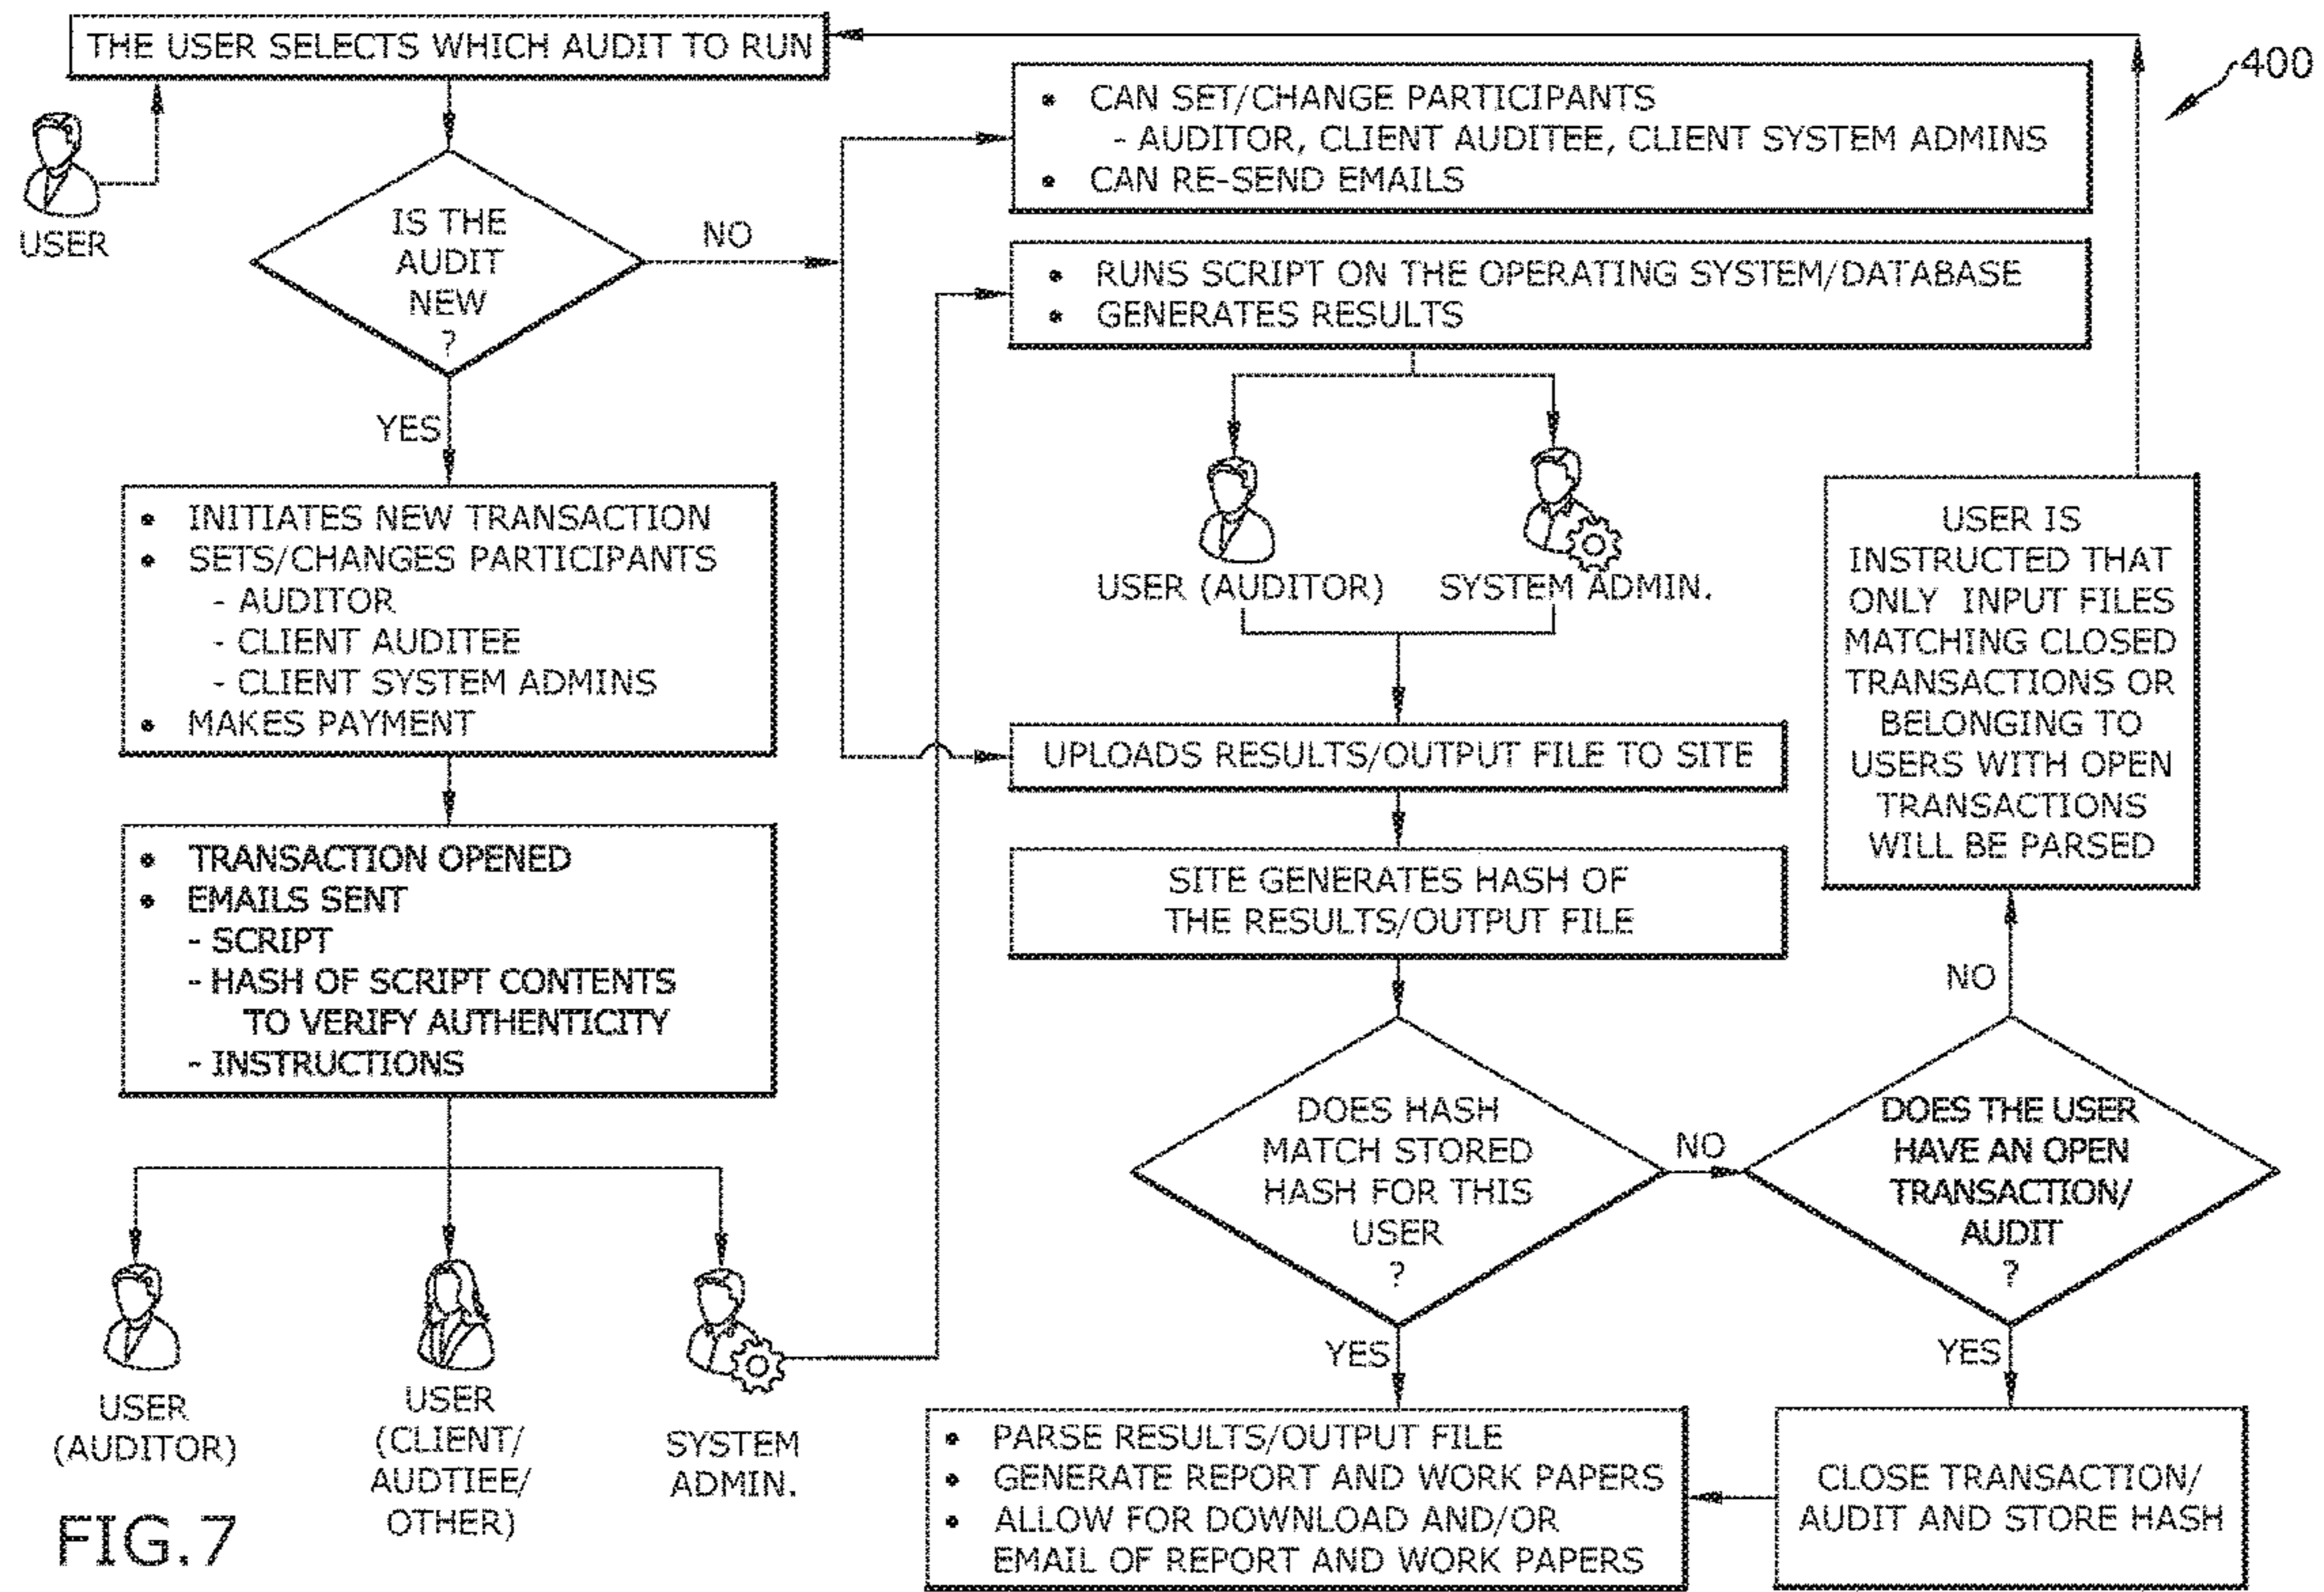 THE USER SELECTS WHICH AUDIT TO RUN
400
USER
IS THE
AUDIT
NEW
?
NO
YES
• CAN SET/CHANGE PARTICIPANTS
- AUDITOR, CLIENT AUDITEE, CLIENT SYSTEM ADMINS
• CAN RE-SEND EMAILS
• RUNS SCRIPT ON THE OPERATING SYSTEM/DATABASE
• GENERATES RESULTS
• INITIATES NEW TRANSACTION
• SETS/CHANGES PARTICIPANTS
- AUDITOR
- CLIENT AUDITEE
- CLIENT SYSTEM ADMINS
• MAKES PAYMENT
• TRANSACTION OPENED
• EMAILS SENT
- SCRIPT
- HASH OF SCRIPT CONTENTS
TO VERIFY AUTHENTICITY
- INSTRUCTIONS
USER
(AUDITOR)
USER
(CLIENT/
AUDTIEE/
OTHER)
SYSTEM
ADMIN.
USER (AUDITOR)
SYSTEM ADMIN.
UPLOADS RESULTS/OUTPUT FILE TO SITE
SITE GENERATES HASH OF
THE RESULTS/OUTPUT FILE
DOES HASH
MATCH STORED
HASH FOR THIS
USER
?
NO
YES
DOES THE USER
HAVE AN OPEN
TRANSACTION/
AUDIT
?
NO
YES
USER IS
INSTRUCTED THAT
ONLY INPUT FILES
MATCHING CLOSED
TRANSACTIONS OR
BELONGING TO
USERS WITH OPEN
TRANSACTIONS
WILL BE PARSED
• PARSE RESULTS/OUTPUT FILE
• GENERATE REPORT AND WORK PAPERS
• ALLOW FOR DOWNLOAD AND/OR
EMAIL OF REPORT AND WORK PAPERS
CLOSE TRANSACTION/
AUDIT AND STORE HASH
FIG.7